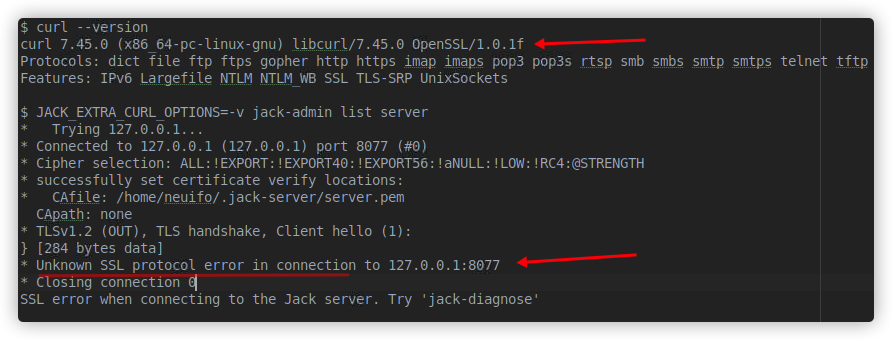 $ curl --version
curl 7.45.0 (x86_64-pc-linux-gnu) libcurl/7.45.0 OpenSSL/1.0.1f
Protocols: dict file ftp ftps gopher http https imap imaps pop3 pop3s rtsp smb smbs smtp smtps telnet tftp
Features: IPv6 Largefile NTLM NTLM_WB SSL TLS-SRP UnixSockets
$ JACK_EXTRA_CURL_OPTIONS=-v jack-admin list server
*   Trying 127.0.0.1...
* Connected to 127.0.0.1 (127.0.0.1) port 8077 (#0)
* Cipher selection: ALL:!EXPORT:!EXPORT40:!EXPORT56:!aNULL:!LOW:!RC4:@STRENGTH
* successfully set certificate verify locations:
*   CAfile: /home/neuifo/.jack-server/server.pem
  CApath: none
* TLSv1.2 (OUT), TLS handshake, Client hello (1):
} [284 bytes data]
* Unknown SSL protocol error in connection to 127.0.0.1:8077
* Closing connection 0
SSL error when connecting to the Jack server. Try 'jack-diagnose'